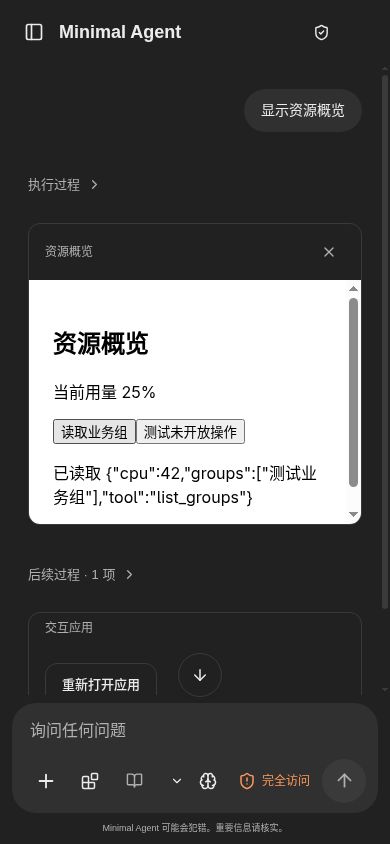 Minimal Agent
显示资源概览
执行过程
资源概览
资源概览
当前用量 25%
读取业务组 测试未开放操作
已读取 {"cpu":42,"groups":["测试业
务组"],"tool":"list_groups"}
后续过程 · 1 项
交互应用
重新打开应用
询问任何问题
完全访问
Minimal Agent 可能会犯错。重要信息请核实。